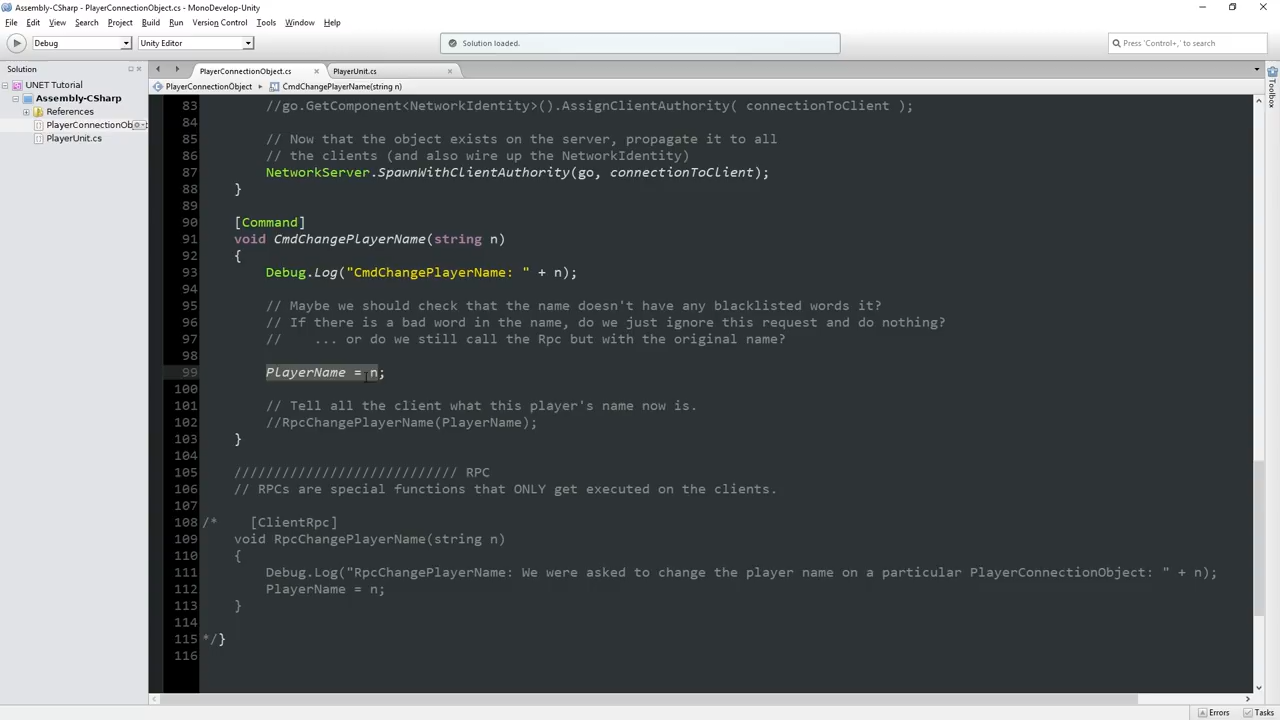 Assembly-CSharp - PlayerConnectionObject.cs - MonoDevelop-Unity
File Edit View Search Project Build Run Version Control Tools Window Help
Debug Unity Editor Solution loaded. Press 'Control+,' to search
Solution PlayerConnectionObject.cs PlayerUnit.cs
UNET Tutorial PlayerConnectionObject CmdChangePlayerName(string n)
Assembly-CSharp
References
PlayerConnectionOb
PlayerUnit.cs
Toolbox
83 //go.GetComponent<NetworkIdentity>().AssignClientAuthority( connectionToClient );
84
85 // Now that the object exists on the server, propagate it to all
86 // the clients (and also wire up the NetworkIdentity)
87 NetworkServer.SpawnWithClientAuthority(go, connectionToClient);
88 }
89
90 [Command]
91 void CmdChangePlayerName(string n)
92 {
93 Debug.Log("CmdChangePlayerName: " + n);
94
95 // Maybe we should check that the name doesn't have any blacklisted words it?
96 // If there is a bad word in the name, do we just ignore this request and do nothing?
97 // ... or do we still call the Rpc but with the original name?
98
99 PlayerName = n;
100
101 // Tell all the client what this player's name now is.
102 //RpcChangePlayerName(PlayerName);
103 }
104
105 //////////////////////////// RPC
106 // RPCs are special functions that ONLY get executed on the clients.
107
108 /* [ClientRpc]
109 void RpcChangePlayerName(string n)
110 {
111 Debug.Log("RpcChangePlayerName: We were asked to change the player name on a particular PlayerConnectionObject: " + n);
112 PlayerName = n;
113 }
114
115 */}
116
Errors Tasks